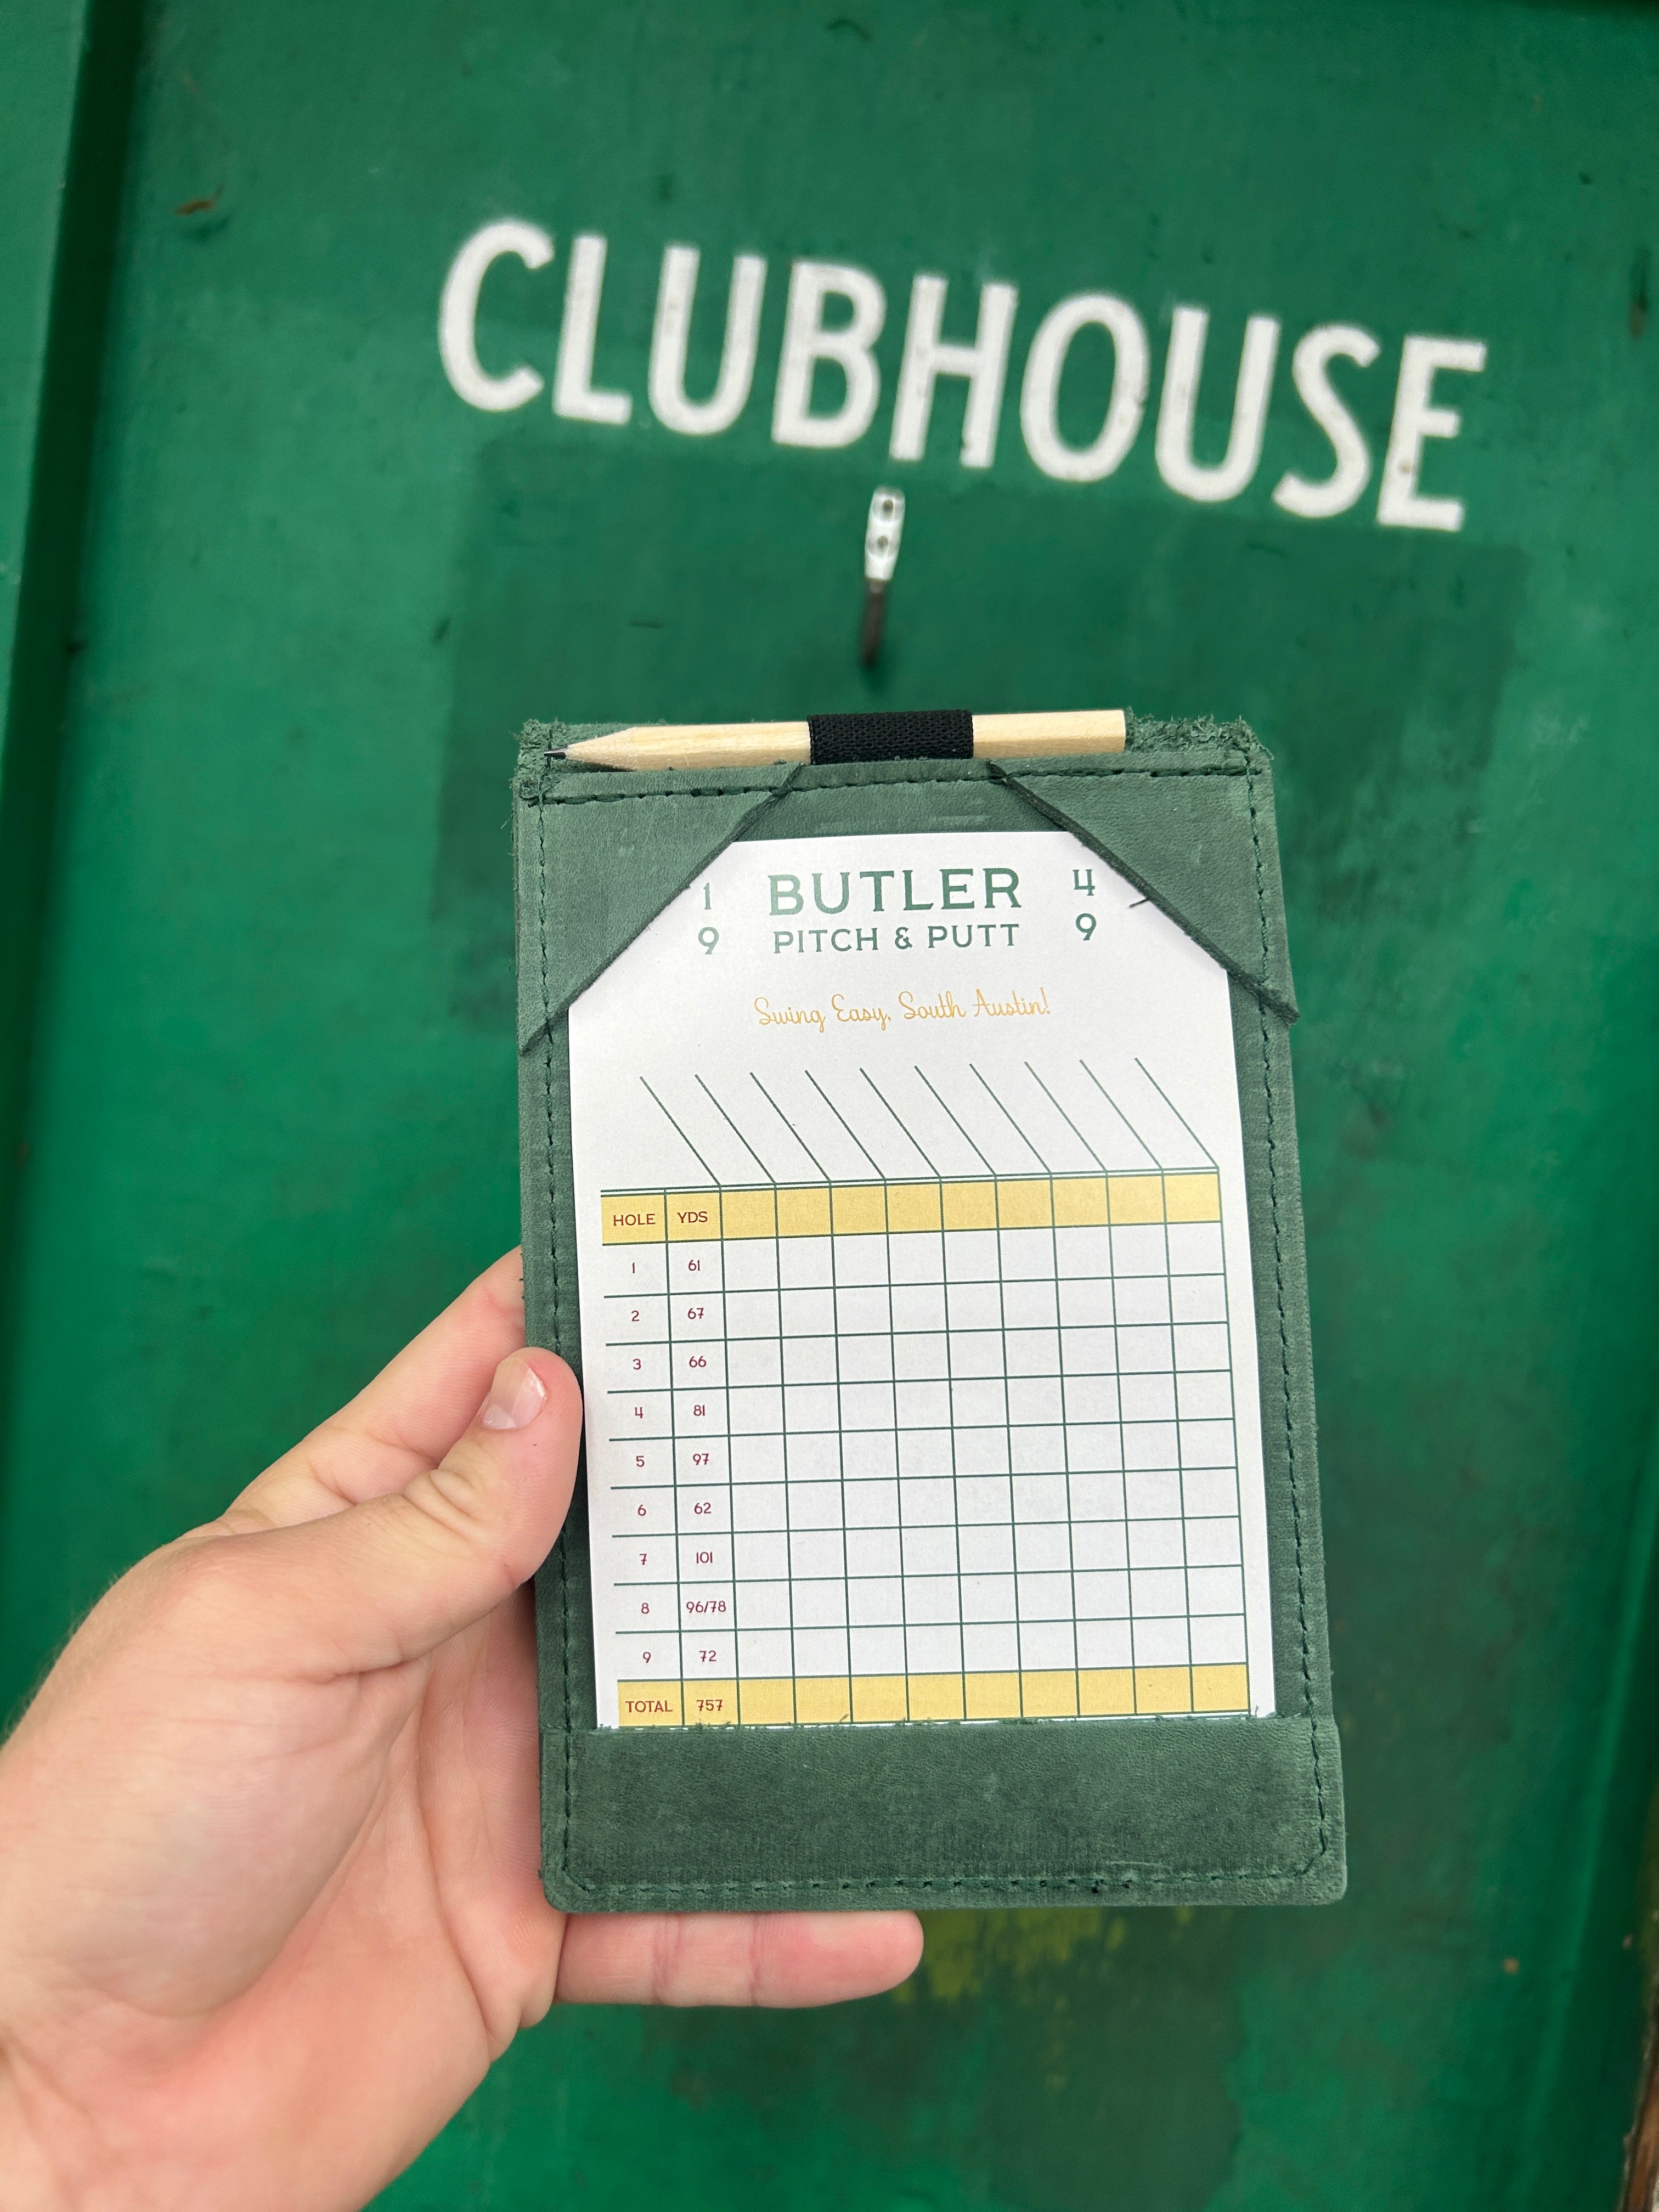 CLUBHOUSE
1 BUTLER 4
9 PITCH & PUTT 9
Swing Easy, South Austin!
HOLE YDS
1 61
2 67
3 66
4 81
5 97
6 62
7 101
8 96/78
9 72
TOTAL 757